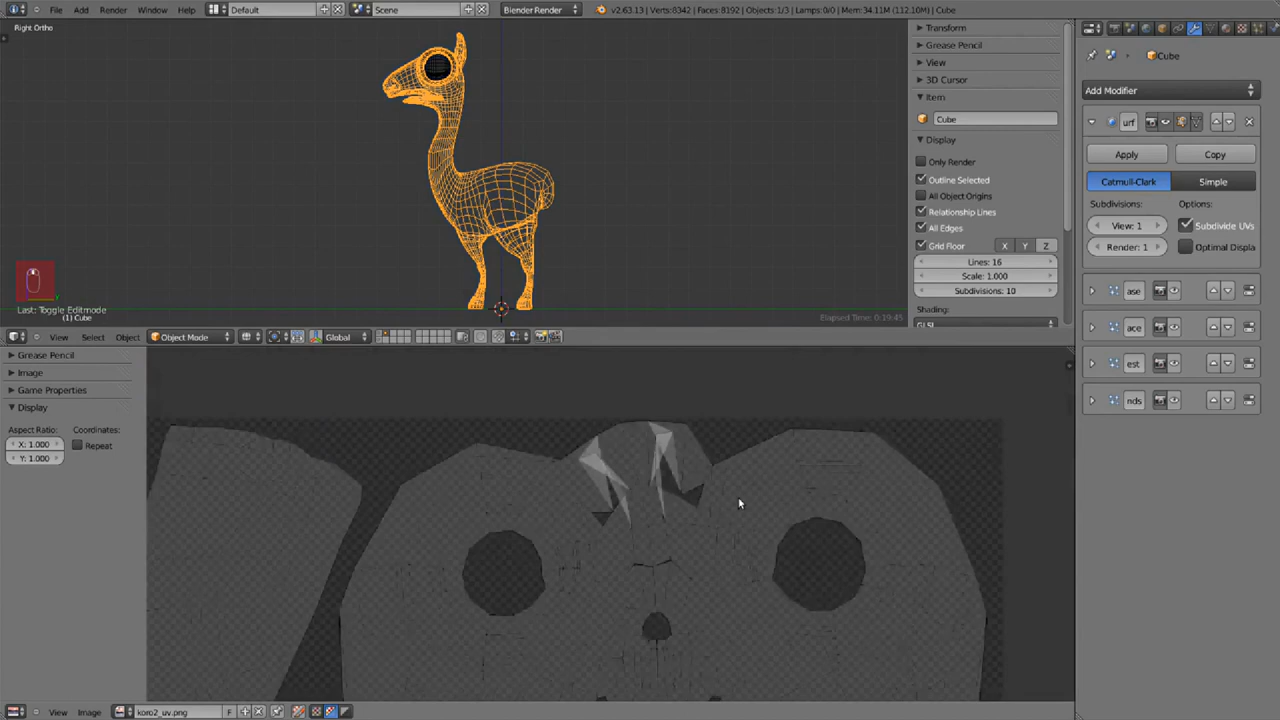 File Add Render Window Help Default Scene Blender Render v2.63.13 | Verts:8342 | Faces:8192 | Objects:1/3 | Lamps:0/0 | Mem:34.11M (112.10M) | Cube
Right Ortho
Last: Toggle Editmode
(1) Cube
Elapsed Time: 0:19:45
Transform
Grease Pencil
View
3D Cursor
Item
Cube
Display
Only Render
Outline Selected
All Object Origins
Relationship Lines
All Edges
Grid Floor X Y Z
Lines: 16
Scale: 1.000
Subdivisions: 10
Shading:
GLSL
Cube
Add Modifier
urf
Apply Copy
Catmull-Clark Simple
Subdivisions: Options:
View: 1 Subdivide UVs
Render: 1 Optimal Displa
ase
ace
est
nds
View Select Object Object Mode Global
Grease Pencil
Image
Game Properties
Display
Aspect Ratio: Coordinates:
X: 1.000 Repeat
Y: 1.000
View Image koro2_uv.png F